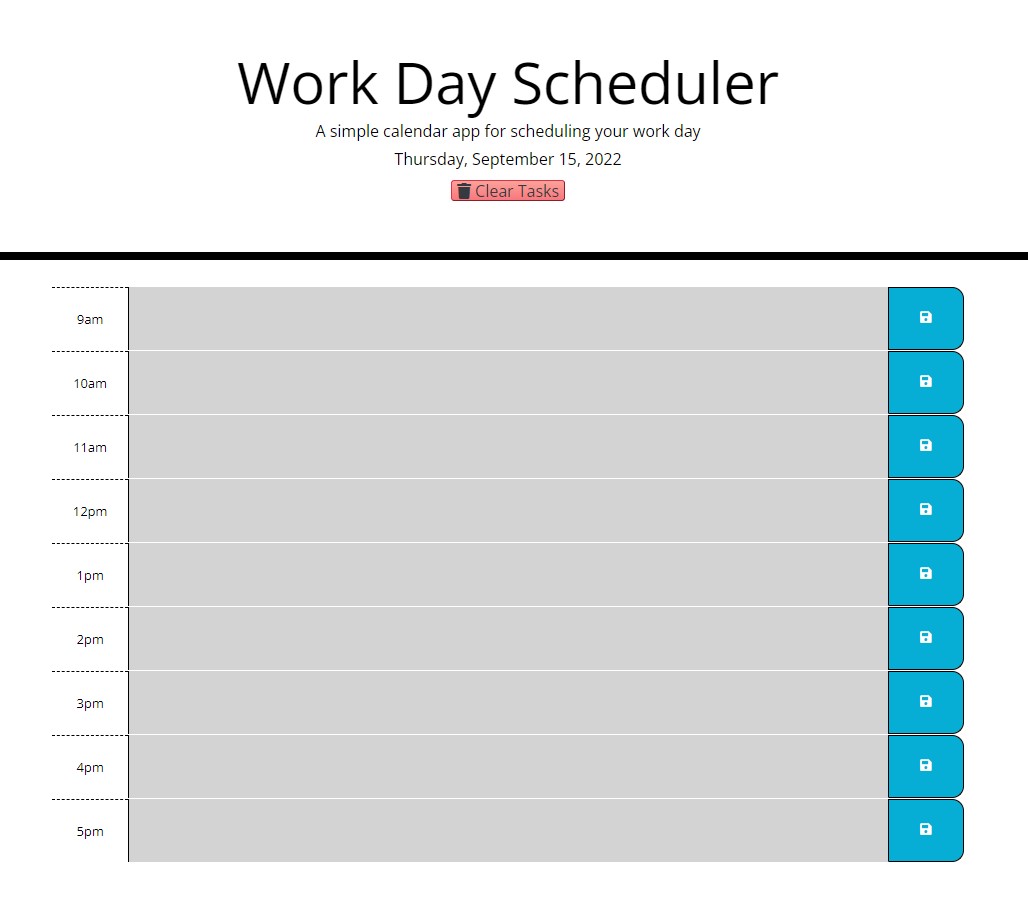 Work Day Scheduler
A simple calendar app for scheduling your work day
Thursday, September 15, 2022
Clear Tasks
9am
10am
11am
12pm
1pm
2pm
3pm
4pm
5pm